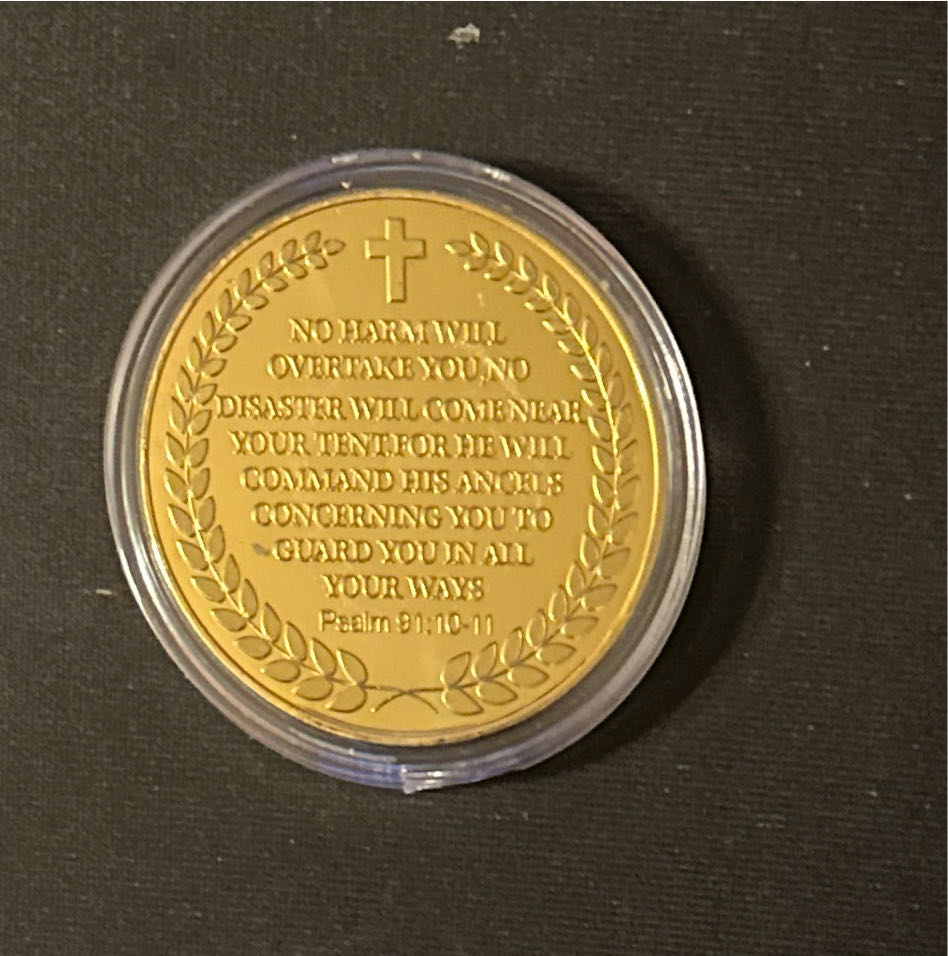 NO HARM WILL
OVERTAKE YOU,NO
DISASTER WILL COME NEAR
YOUR TENT.FOR HE WILL
COMMAND HIS ANGELS
CONCERNING YOU TO
GUARD YOU IN ALL
YOUR WAYS
Psalm 91:10-11